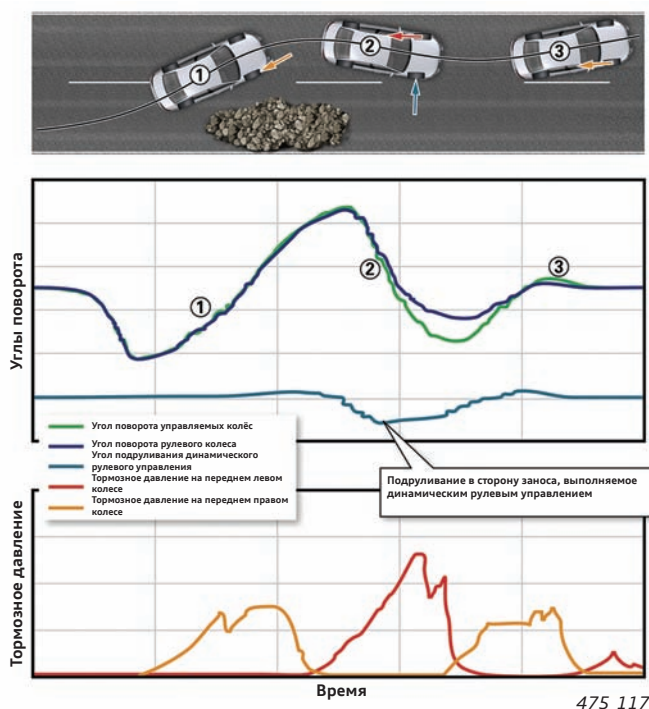 ① ② ③
Углы поворота
① ② ③
Угол поворота управляемых колёс
Угол поворота рулевого колеса
Угол подруливания динамического
рулевого управления
Тормозное давление на переднем левом
колесе
Тормозное давление на переднем правом
колесе
Подруливание в сторону заноса, выполняемое
динамическим рулевым управлением
Тормозное давление
Время
475_117